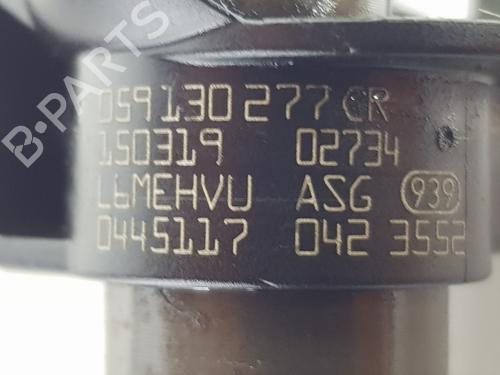 B-PARTS
059130277CR
150319 02734
L6MEHVU ASG 939
0445117 042 3552